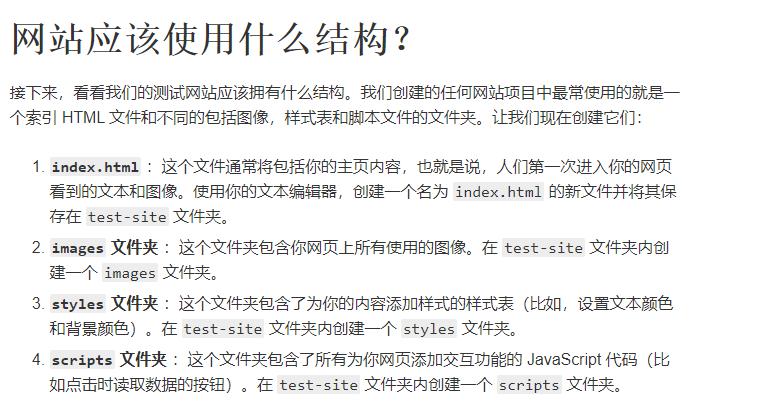 网站应该使用什么结构？
接下来，看看我们的测试网站应该拥有什么结构。我们创建的任何网站项目中最常使用的就是一
个索引 HTML 文件和不同的包括图像，样式表和脚本文件的文件夹。让我们现在创建它们：
1. index.html ：这个文件通常将包括你的主页内容，也就是说，人们第一次进入你的网页
看到的文本和图像。使用你的文本编辑器，创建一个名为 index.html 的新文件并将其保
存在 test-site 文件夹。
2. images 文件夹 ：这个文件夹包含你网页上所有使用的图像。在 test-site 文件夹内创
建一个 images 文件夹。
3. styles 文件夹 ：这个文件夹包含了为你的内容添加样式的样式表（比如，设置文本颜色
和背景颜色）。在 test-site 文件夹内创建一个 styles 文件夹。
4. scripts 文件夹 ：这个文件夹包含了所有为你网页添加交互功能的 JavaScript 代码（比
如点击时读取数据的按钮）。在 test-site 文件夹内创建一个 scripts 文件夹。